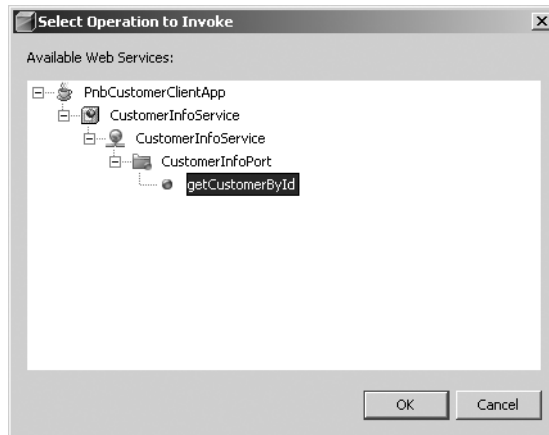 Select Operation to Invoke
Available Web Services:
PnbCustomerClientApp
CustomerInfoService
CustomerInfoService
CustomerInfoPort
getCustomerById
OK Cancel